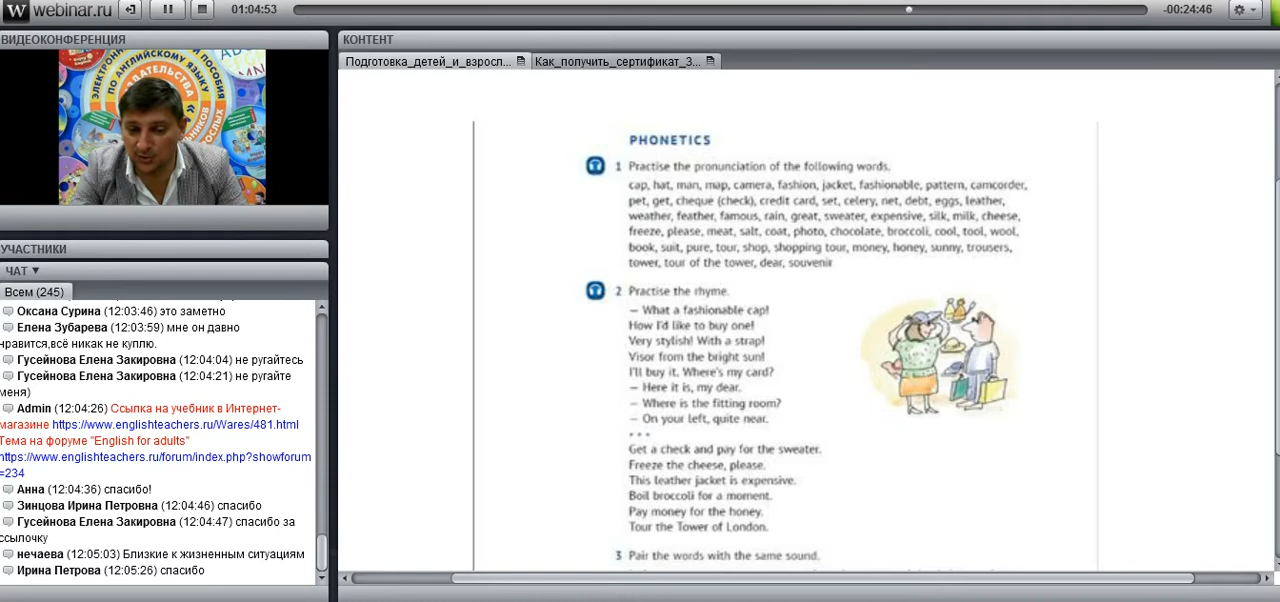 W webinar.ru 01:04:53 -00:24:46
ВИДЕОКОНФЕРЕНЦИЯ
ЭЛЕКТРОН
ПО АНГЛИЙСКОМУ ЯЗЫКУ
ПОСОБИЯ
УЧАСТНИКИ
ЧАТ ▼
Всем (245)
Оксана Сурина (12:03:46) это заметно
Елена Зубарева (12:03:59) мне он давно
нравится,всё никак не куплю.
Гусейнова Елена Закировна (12:04:04) не ругайтесь
Гусейнова Елена Закировна (12:04:21) не ругайте
меня)
Admin (12:04:26) Ссылка на учебник в Интернет-
магазине https://www.englishteachers.ru/Wares/481.html
Тема на форуме "English for adults"
https://www.englishteachers.ru/forum/index.php?showforum
=234
Анна (12:04:36) спасибо!
Зинцова Ирина Петровна (12:04:46) спасибо
Гусейнова Елена Закировна (12:04:47) спасибо за
ссылочку
нечаева (12:05:03) Близкие к жизненным ситуациям
Ирина Петрова (12:05:26) спасибо
КОНТЕНТ
Подготовка_детей_и_взросл... Как_получить_сертификат_3...
PHONETICS
1 Practise the pronunciation of the following words.
cap, hat, man, map, camera, fashion, jacket, fashionable, pattern, camcorder,
pet, get, cheque (check), credit card, set, celery, net, debt, eggs, leather,
weather, feather, famous, rain, great, sweater, expensive, silk, milk, cheese,
freeze, please, meat, salt, coat, photo, chocolate, broccoli, cool, tool, wool,
book, suit, pure, tour, shop, shopping tour, money, honey, sunny, trousers,
tower, tour of the tower, dear, souvenir
2 Practise the rhyme.
– What a fashionable cap!
How I'd like to buy one!
Very stylish! With a strap!
Visor from the bright sun!
I'll buy it. Where's my card?
– Here it is, my dear.
– Where is the fitting room?
– On your left, quite near.
• • •
Get a check and pay for the sweater.
Freeze the cheese, please.
This leather jacket is expensive.
Boil broccoli for a moment.
Pay money for the honey.
Tour the Tower of London.
3 Pair the words with the same sound.